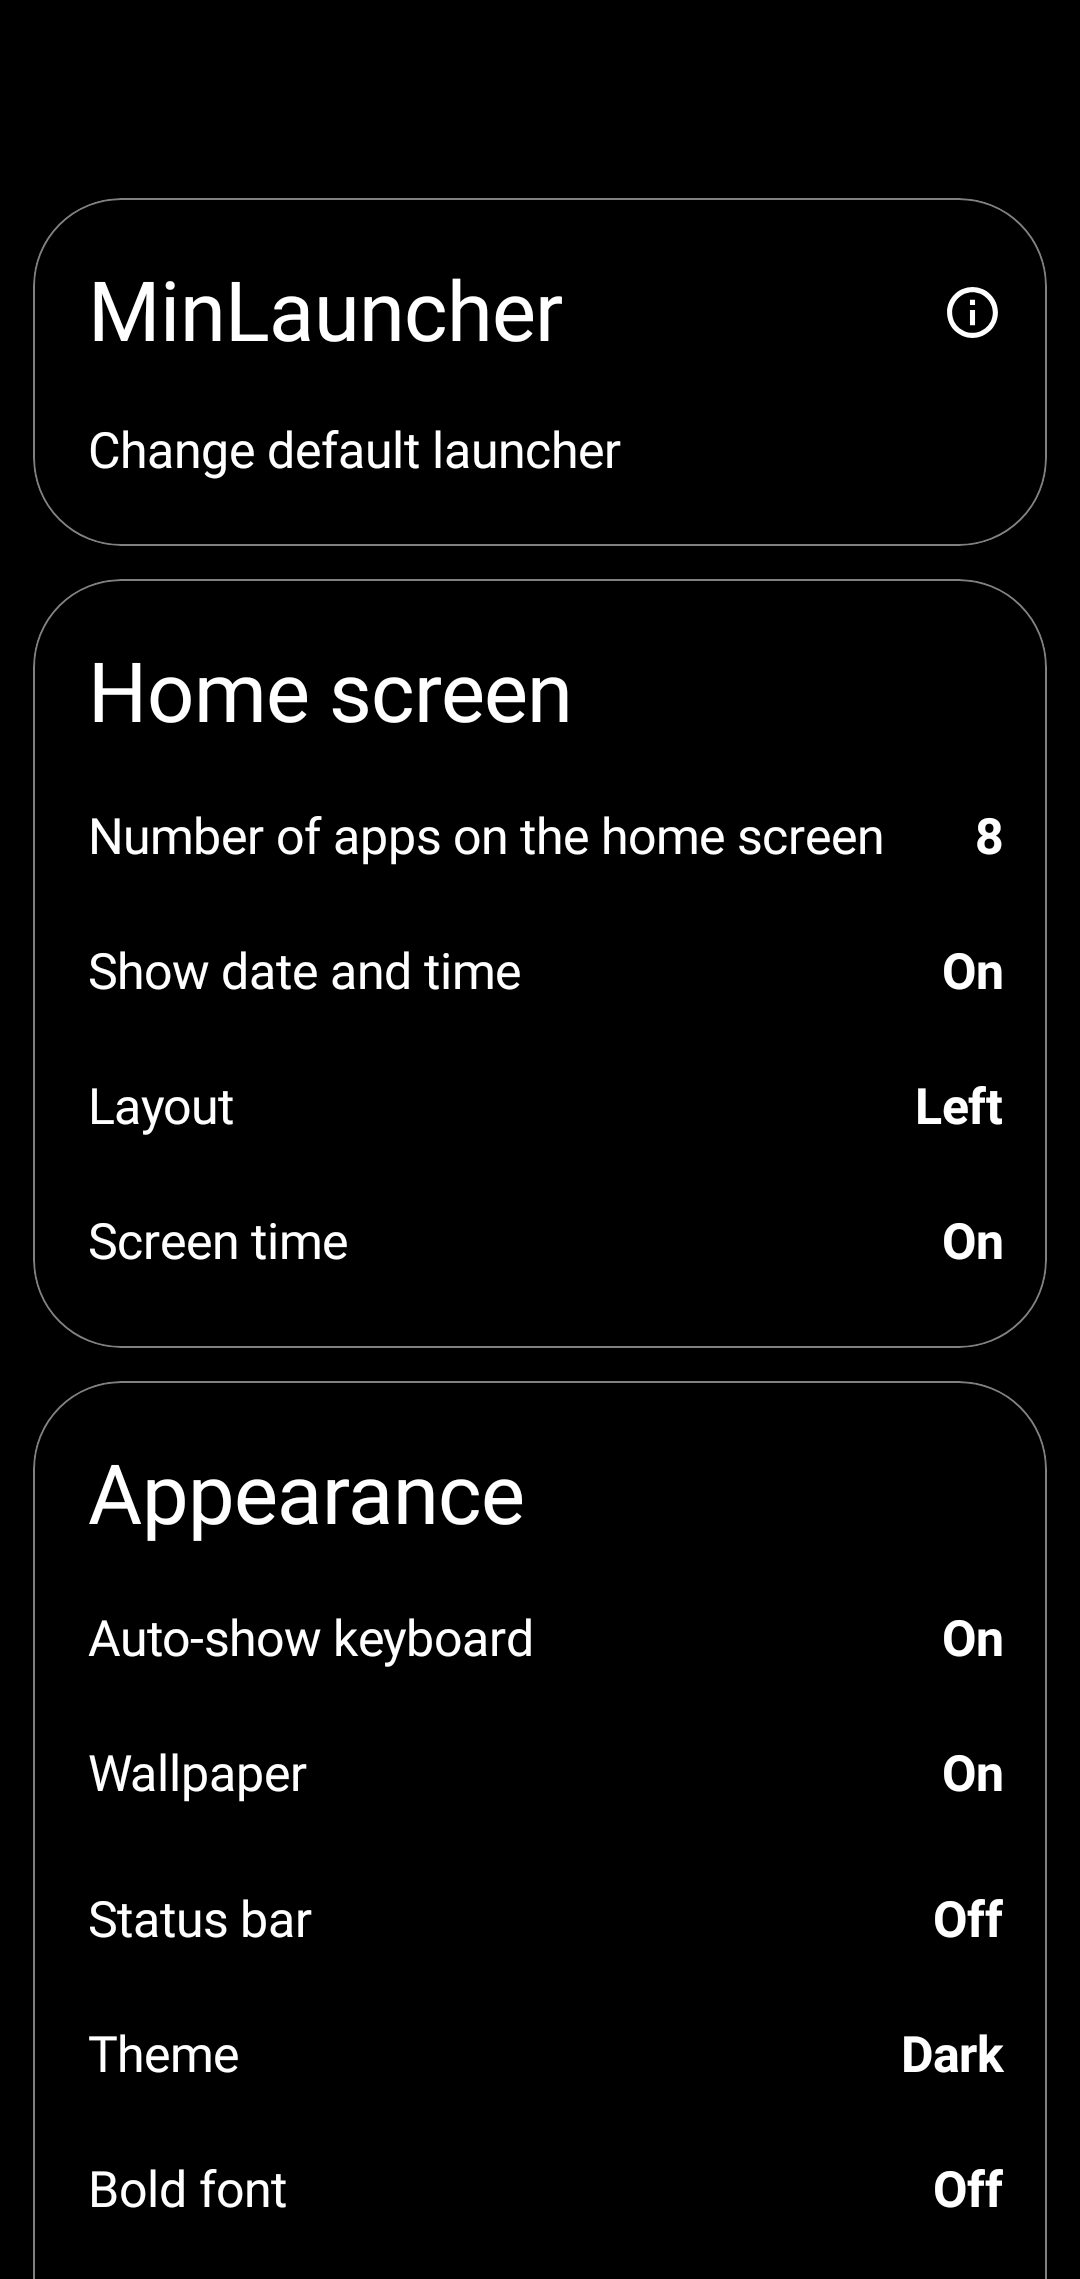 MinLauncher
Change default launcher
Home screen
Number of apps on the home screen 8
Show date and time On
Layout Left
Screen time On
Appearance
Auto-show keyboard On
Wallpaper On
Status bar Off
Theme Dark
Bold font Off